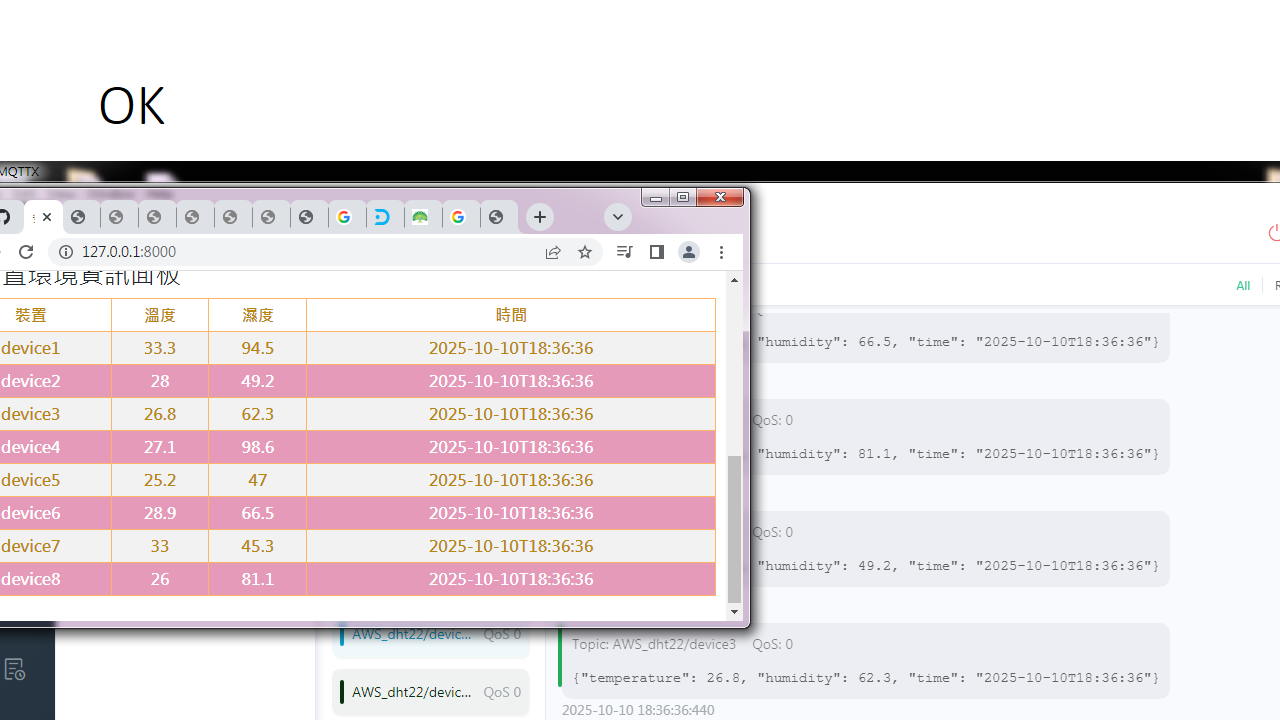 OK
MQTTX
127.0.0.1:8000
置環境資訊面板
裝置 溫度 濕度 時間
device1 33.3 94.5 2025-10-10T18:36:36
device2 28 49.2 2025-10-10T18:36:36
device3 26.8 62.3 2025-10-10T18:36:36
device4 27.1 98.6 2025-10-10T18:36:36
device5 25.2 47 2025-10-10T18:36:36
device6 28.9 66.5 2025-10-10T18:36:36
device7 33 45.3 2025-10-10T18:36:36
device8 26 81.1 2025-10-10T18:36:36
All
"humidity": 66.5, "time": "2025-10-10T18:36:36"}
QoS: 0
"humidity": 81.1, "time": "2025-10-10T18:36:36"}
QoS: 0
"humidity": 49.2, "time": "2025-10-10T18:36:36"}
AWS_dht22/devic... QoS 0
AWS_dht22/devic... QoS 0
Topic: AWS_dht22/device3 QoS: 0
{"temperature": 26.8, "humidity": 62.3, "time": "2025-10-10T18:36:36"}
2025-10-10 18:36:36:440